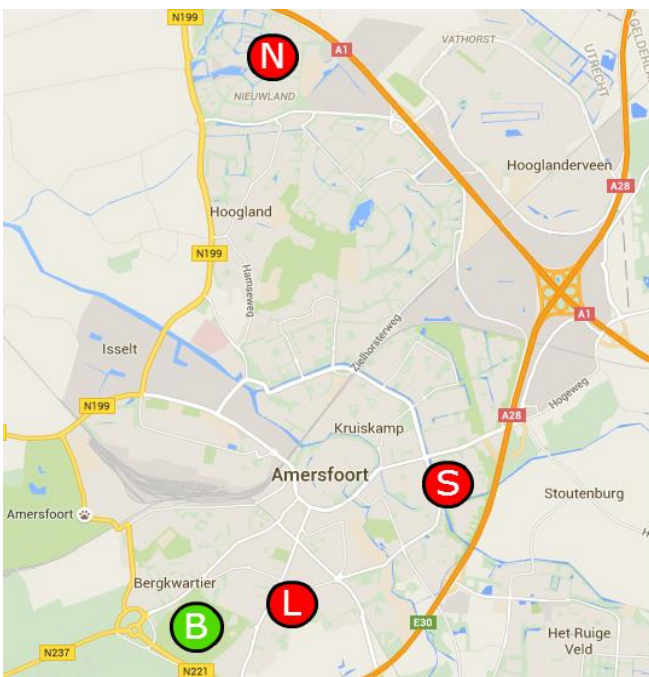 N199
N
A1
VATHORST
GELDERLA
UTRECHT
NIEUWLAND
Hooglanderveen
A28
Hoogland
N199
Hamseweg
A1
Isselt
Zielhorsterweg
Hogeweg
N199
A28
Kruiskamp
Amersfoort
S
Stoutenburg
Amersfoort
H
Bergkwartier
L
B
E30
Het Ruige
Veld
N237
N221